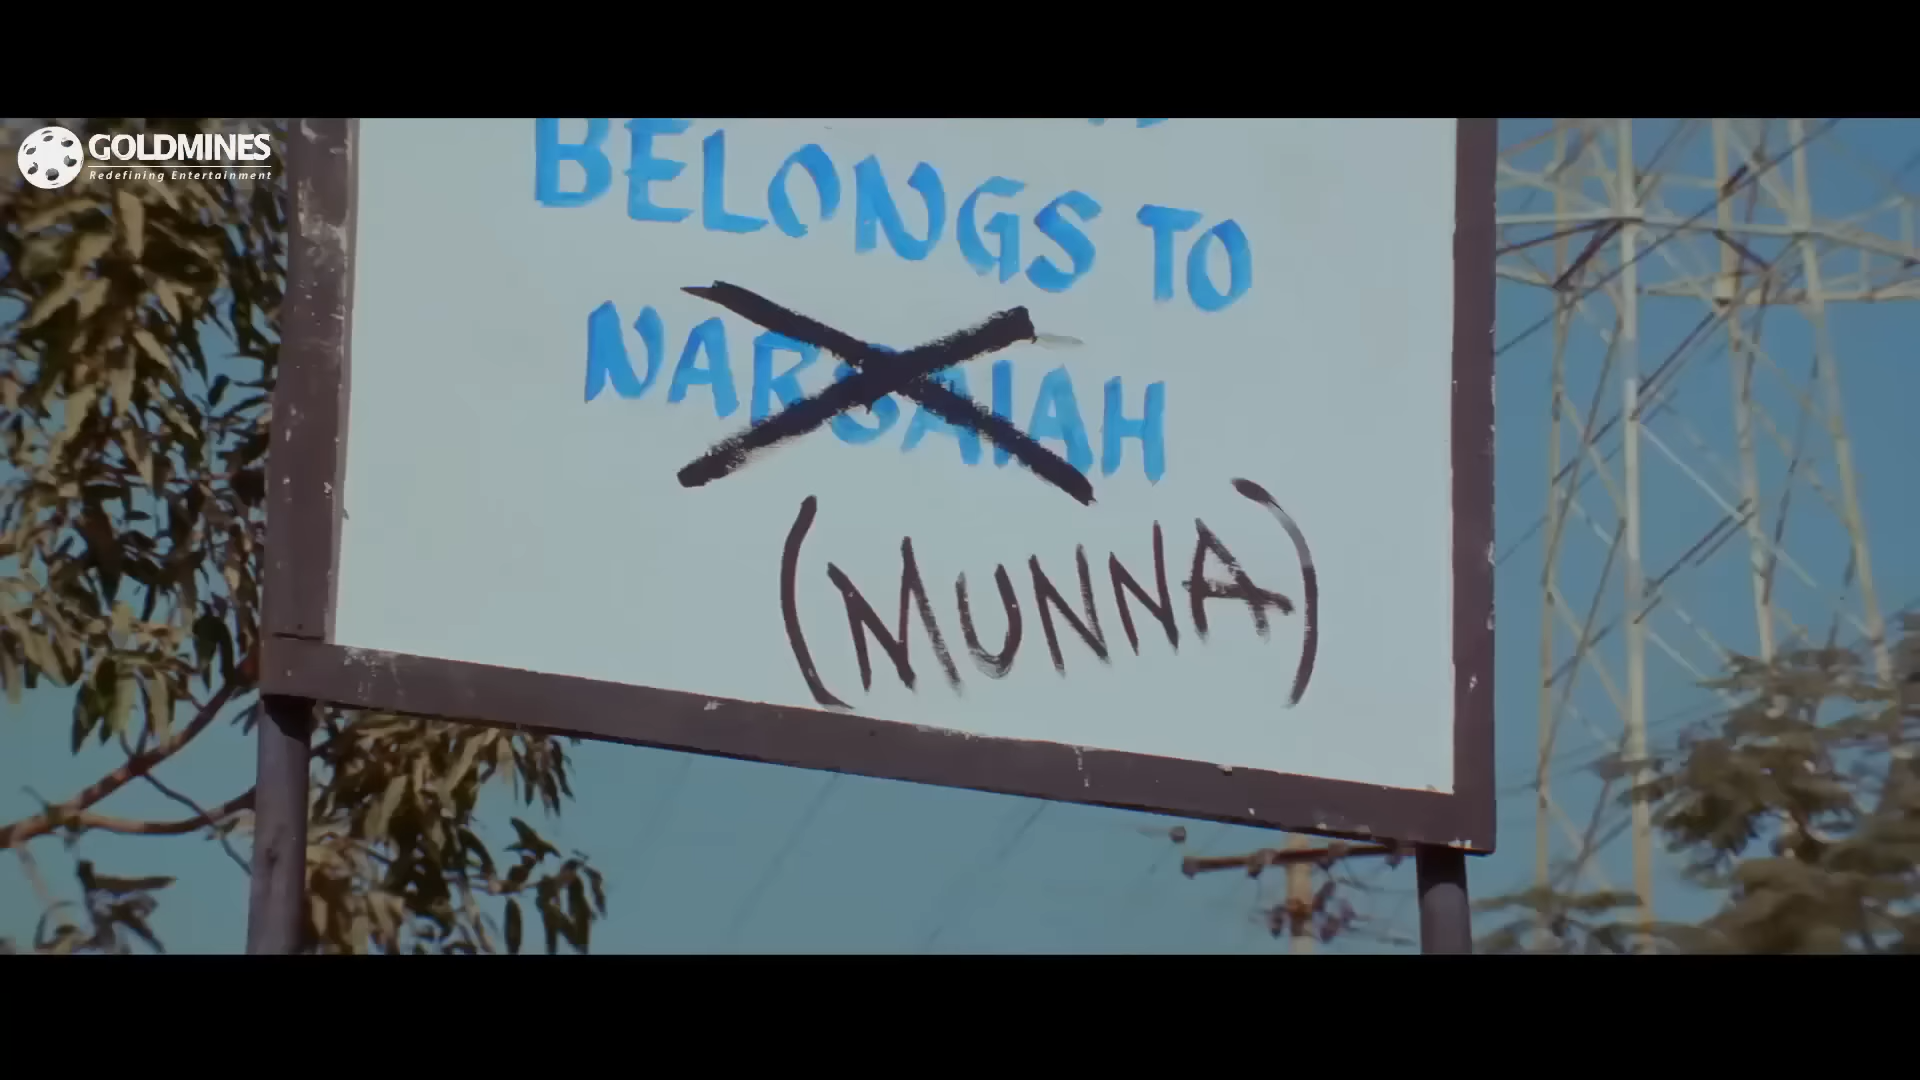 GOLDMINES
Redefining Entertainment
BELONGS TO
NARSAIAH
(MUNNA)